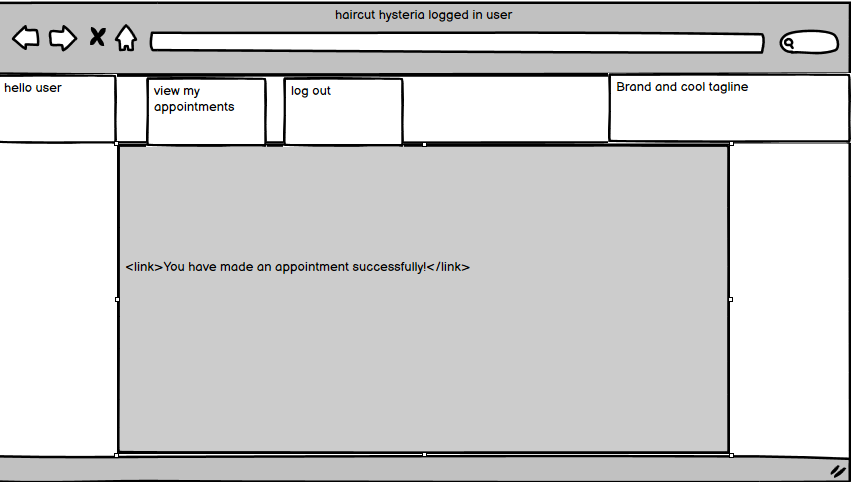 haircut hysteria logged in user
hello user
view my
appointments
log out
Brand and cool tagline
<link>You have made an appointment successfully!</link>